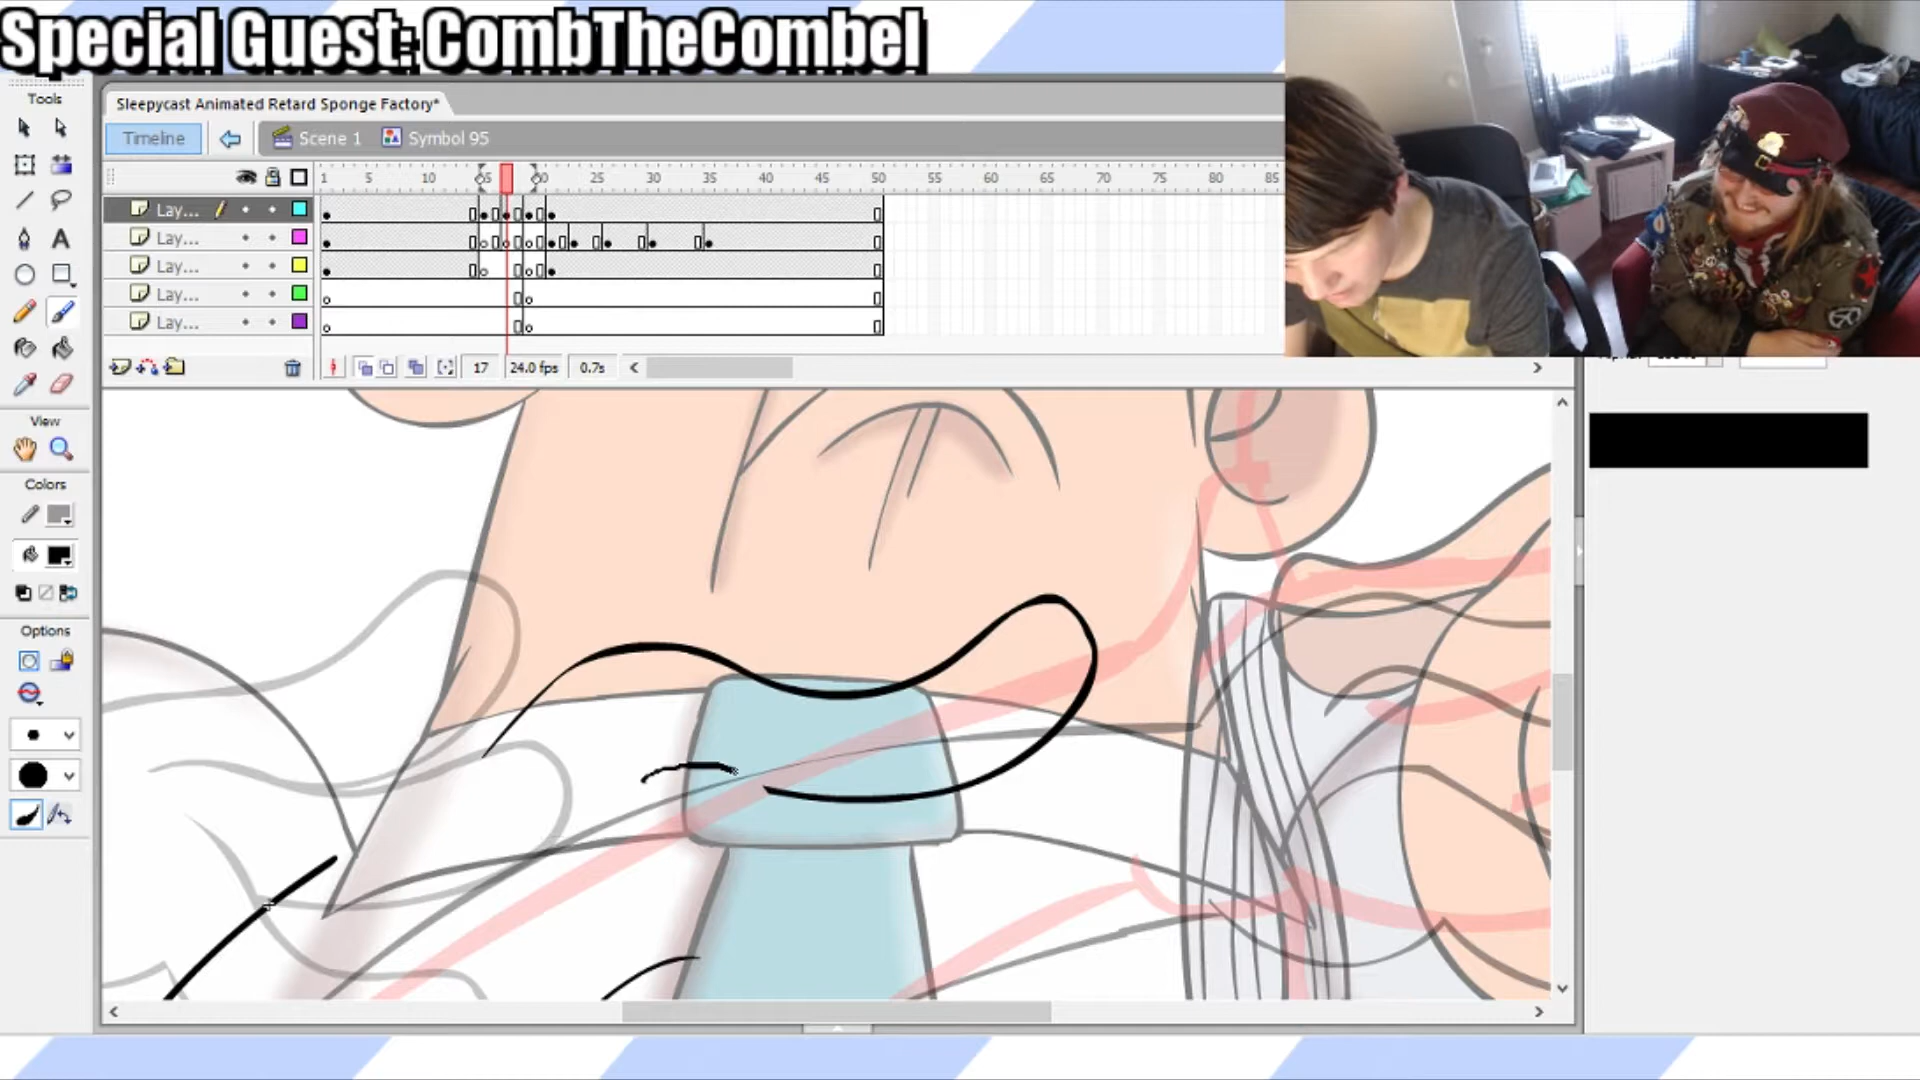 Special Guest: CombTheCombel
Tools
Sleepycast Animated Retard Sponge Factory*
Timeline
Scene 1
Symbol 95
1 5 10 15 20 25 30 35 40 45 50 55 60 65 70 75 80 85
Lay...
Lay...
Lay...
Lay...
Lay...
17 24.0 fps 0.7s
View
Colors
Options